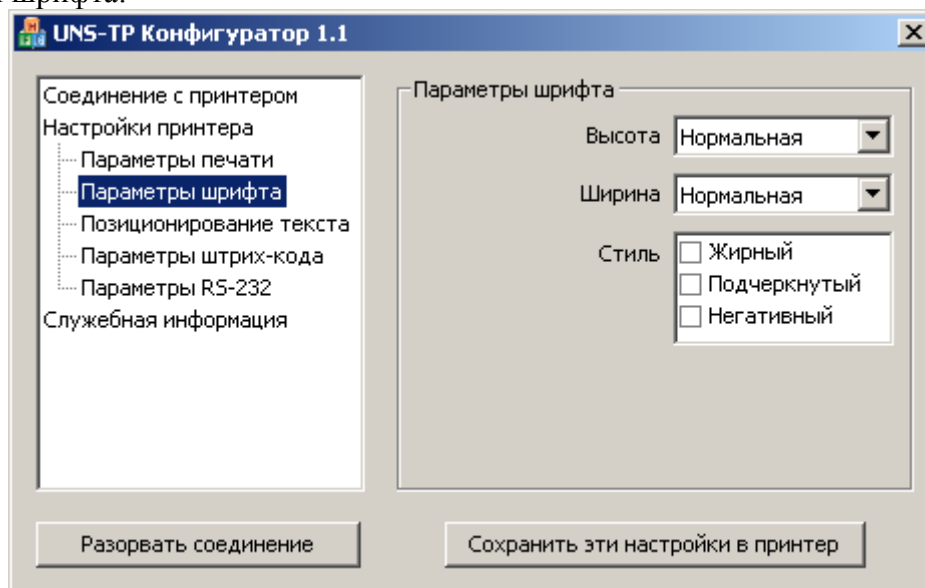 шрифта.
UNS-TP Конфигуратор 1.1
Соединение с принтером
Настройки принтера
Параметры печати
Параметры шрифта
Позиционирование текста
Параметры штрих-кода
Параметры RS-232
Служебная информация
Параметры шрифта
Высота Нормальная
Ширина Нормальная
Стиль Жирный
Подчеркнутый
Негативный
Разорвать соединение Сохранить эти настройки в принтер